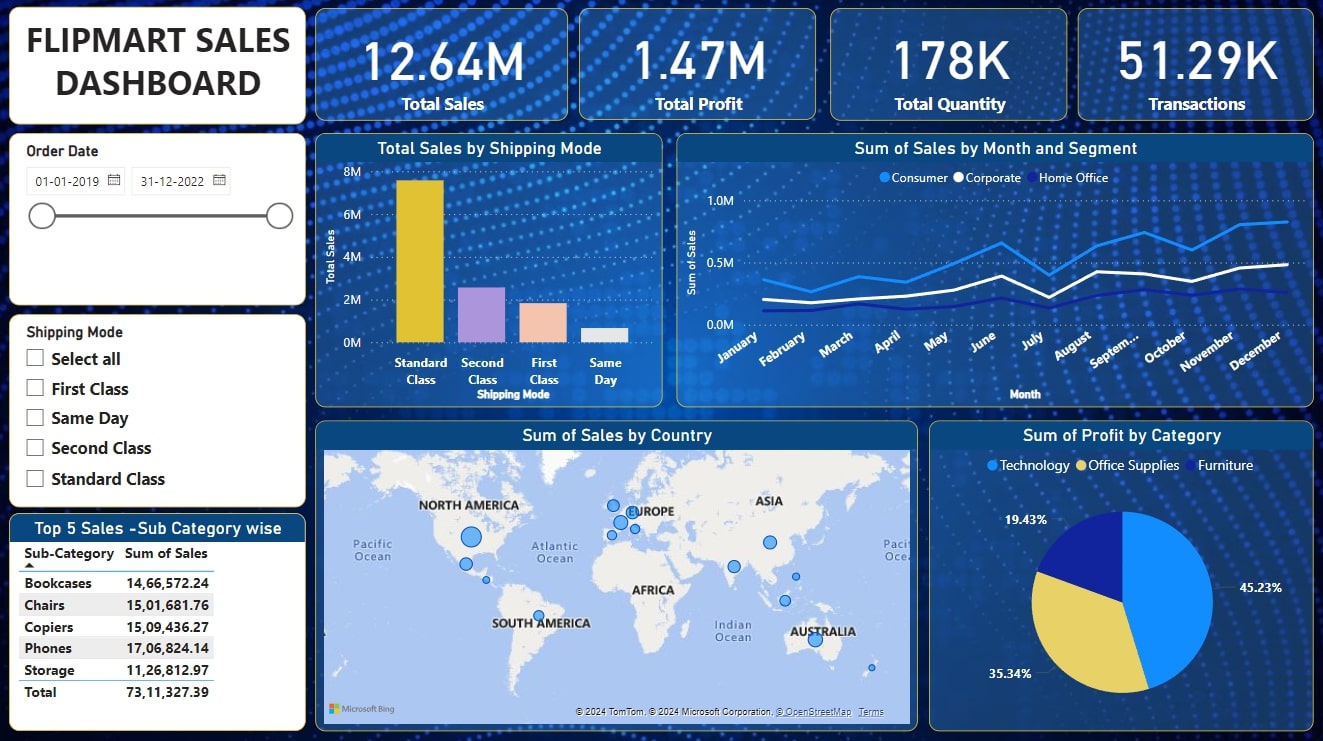 FLIPMART SALES
DASHBOARD
12.64M
Total Sales
1.47M
Total Profit
178K
Total Quantity
51.29K
Transactions
Order Date
01-01-2019
31-12-2022
Shipping Mode
Select all
First Class
Same Day
Second Class
Standard Class
Top 5 Sales -Sub Category wise
Sub-Category Sum of Sales
Bookcases 14,66,572.24
Chairs 15,01,681.76
Copiers 15,09,436.27
Phones 17,06,824.14
Storage 11,26,812.97
Total 73,11,327.39
Total Sales by Shipping Mode
Total Sales
8M
6M
4M
2M
0M
Standard Class
Second Class
First Class
Same Day
Shipping Mode
Sum of Sales by Month and Segment
Consumer Corporate Home Office
Sum of Sales
1.0M
0.5M
0.0M
January
February
March
April
May
June
July
August
Septem...
October
November
December
Month
Sum of Sales by Country
NORTH AMERICA
EUROPE
ASIA
Pacific
Ocean
Atlantic
Ocean
Paci
Oc
AFRICA
SOUTH AMERICA
Indian
Ocean
AUSTRALIA
Microsoft Bing
© 2024 TomTom, © 2024 Microsoft Corporation, © OpenStreetMap Terms
Sum of Profit by Category
Technology Office Supplies Furniture
19.43%
45.23%
35.34%